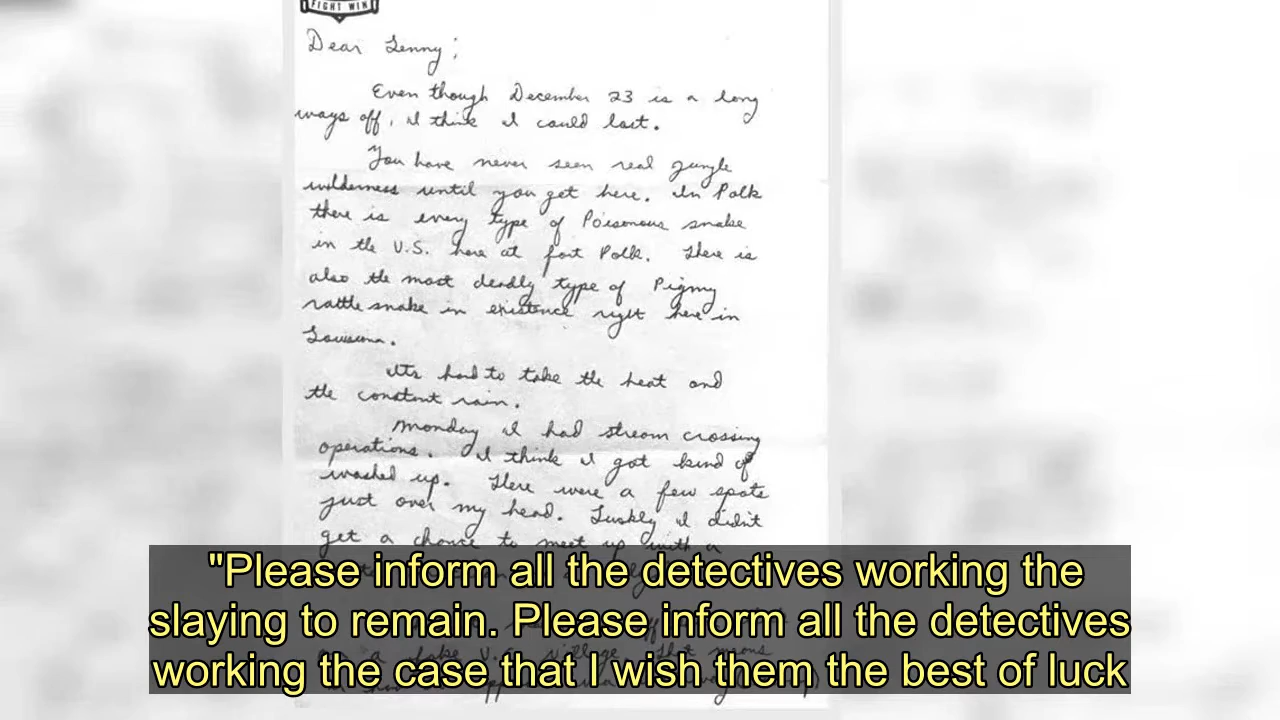 FIGHT WIN
Dear Lenny;
Even though December 23 is a long
ways off, I think I could last.
You have never seen real jungle
wilderness until you get here. In Polk
there is every type of Poisonous snake
in the U.S. here at fort Polk. There is
also the most deadly type of Pigmy
rattle snake in existence right here in
Louisiana.
It's hard to take the heat and
the constant rain.
Monday I had stream crossing
operations. I think I got kind of
washed up. There were a few spots
just over my head. Luckly I didn't
get a chance to meet up with a
"Please inform all the detectives working the
slaying to remain. Please inform all the detectives
working the case that I wish them the best of luck